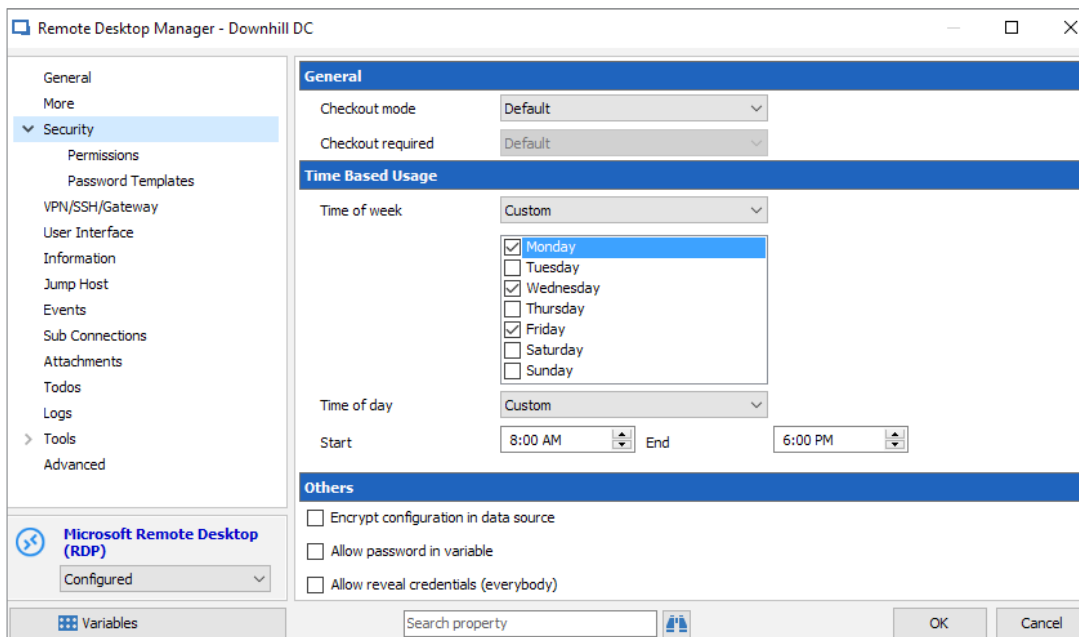 Remote Desktop Manager - Downhill DC
General
More
Security
Permissions
Password Templates
VPN/SSH/Gateway
User Interface
Information
Jump Host
Events
Sub Connections
Attachments
Todos
Logs
Tools
Advanced
Microsoft Remote Desktop
(RDP)
Configured
Variables
General
Checkout mode Default
Checkout required Default
Time Based Usage
Time of week Custom
Monday
Tuesday
Wednesday
Thursday
Friday
Saturday
Sunday
Time of day Custom
Start 8:00 AM End 6:00 PM
Others
Encrypt configuration in data source
Allow password in variable
Allow reveal credentials (everybody)
Search property OK Cancel